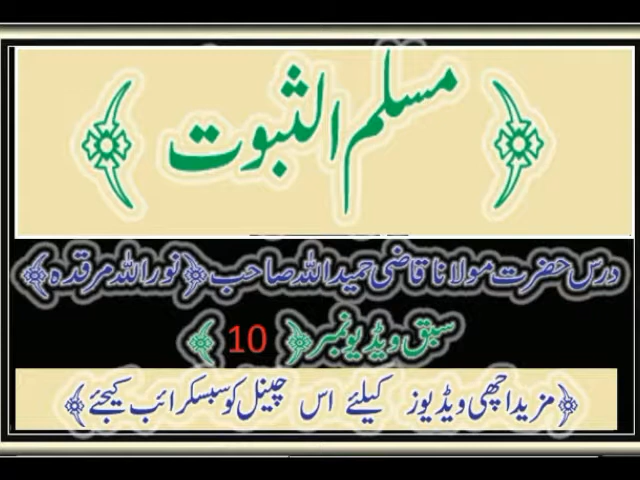 ﴿ مسلم الثبوت ﴾
درس حضرت مولانا قاضی حمید اللہ صاحب ﴿نور اللہ مرقدہ﴾
سبق ویڈیو نمبر ﴿ 10 ﴾
﴿مزید اچھی ویڈیوز کیلئے اس چینل کو سبسکرائب کیجئے﴾